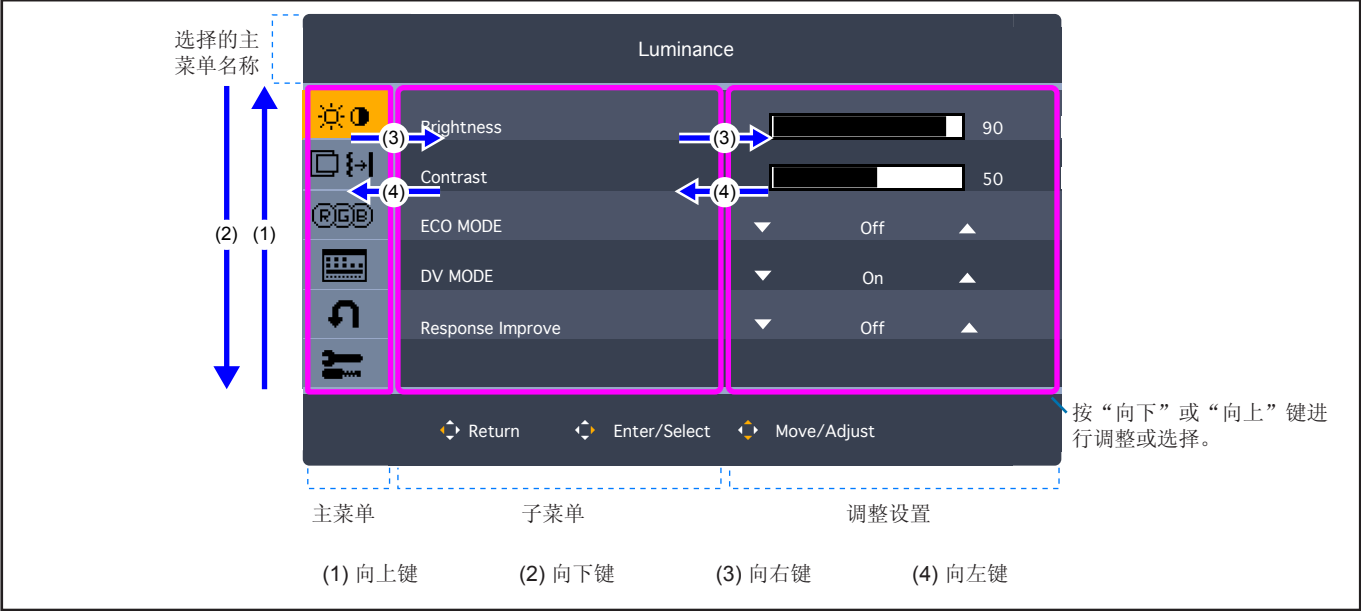 选择的主
菜单名称
Luminance
Brightness
90
(3)
(3)
Contrast
50
(4)
(4)
RGB
ECO MODE
Off
(2)
(1)
DV MODE
On
Response Improve
Off
Return
Enter/Select
Move/Adjust
按“向下”或“向上”键进
行调整或选择。
主菜单
子菜单
调整设置
(1) 向上键
(2) 向下键
(3) 向右键
(4) 向左键